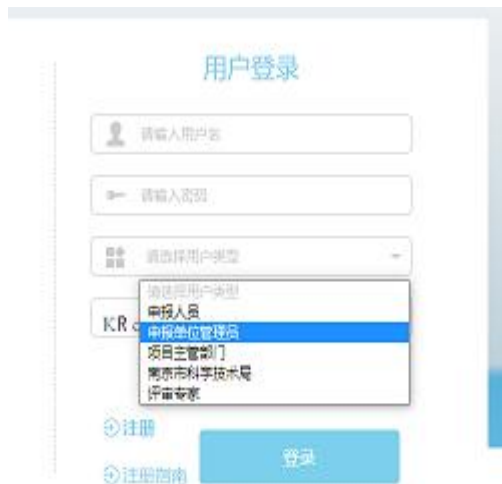 用户登录
请输入用户名
请输入密码
请选择用户类型
请选择用户类型
申报人员
KR
申报单位管理员
项目主管部门
南京市科学技术局
评审专家
注册
登录
注册指南